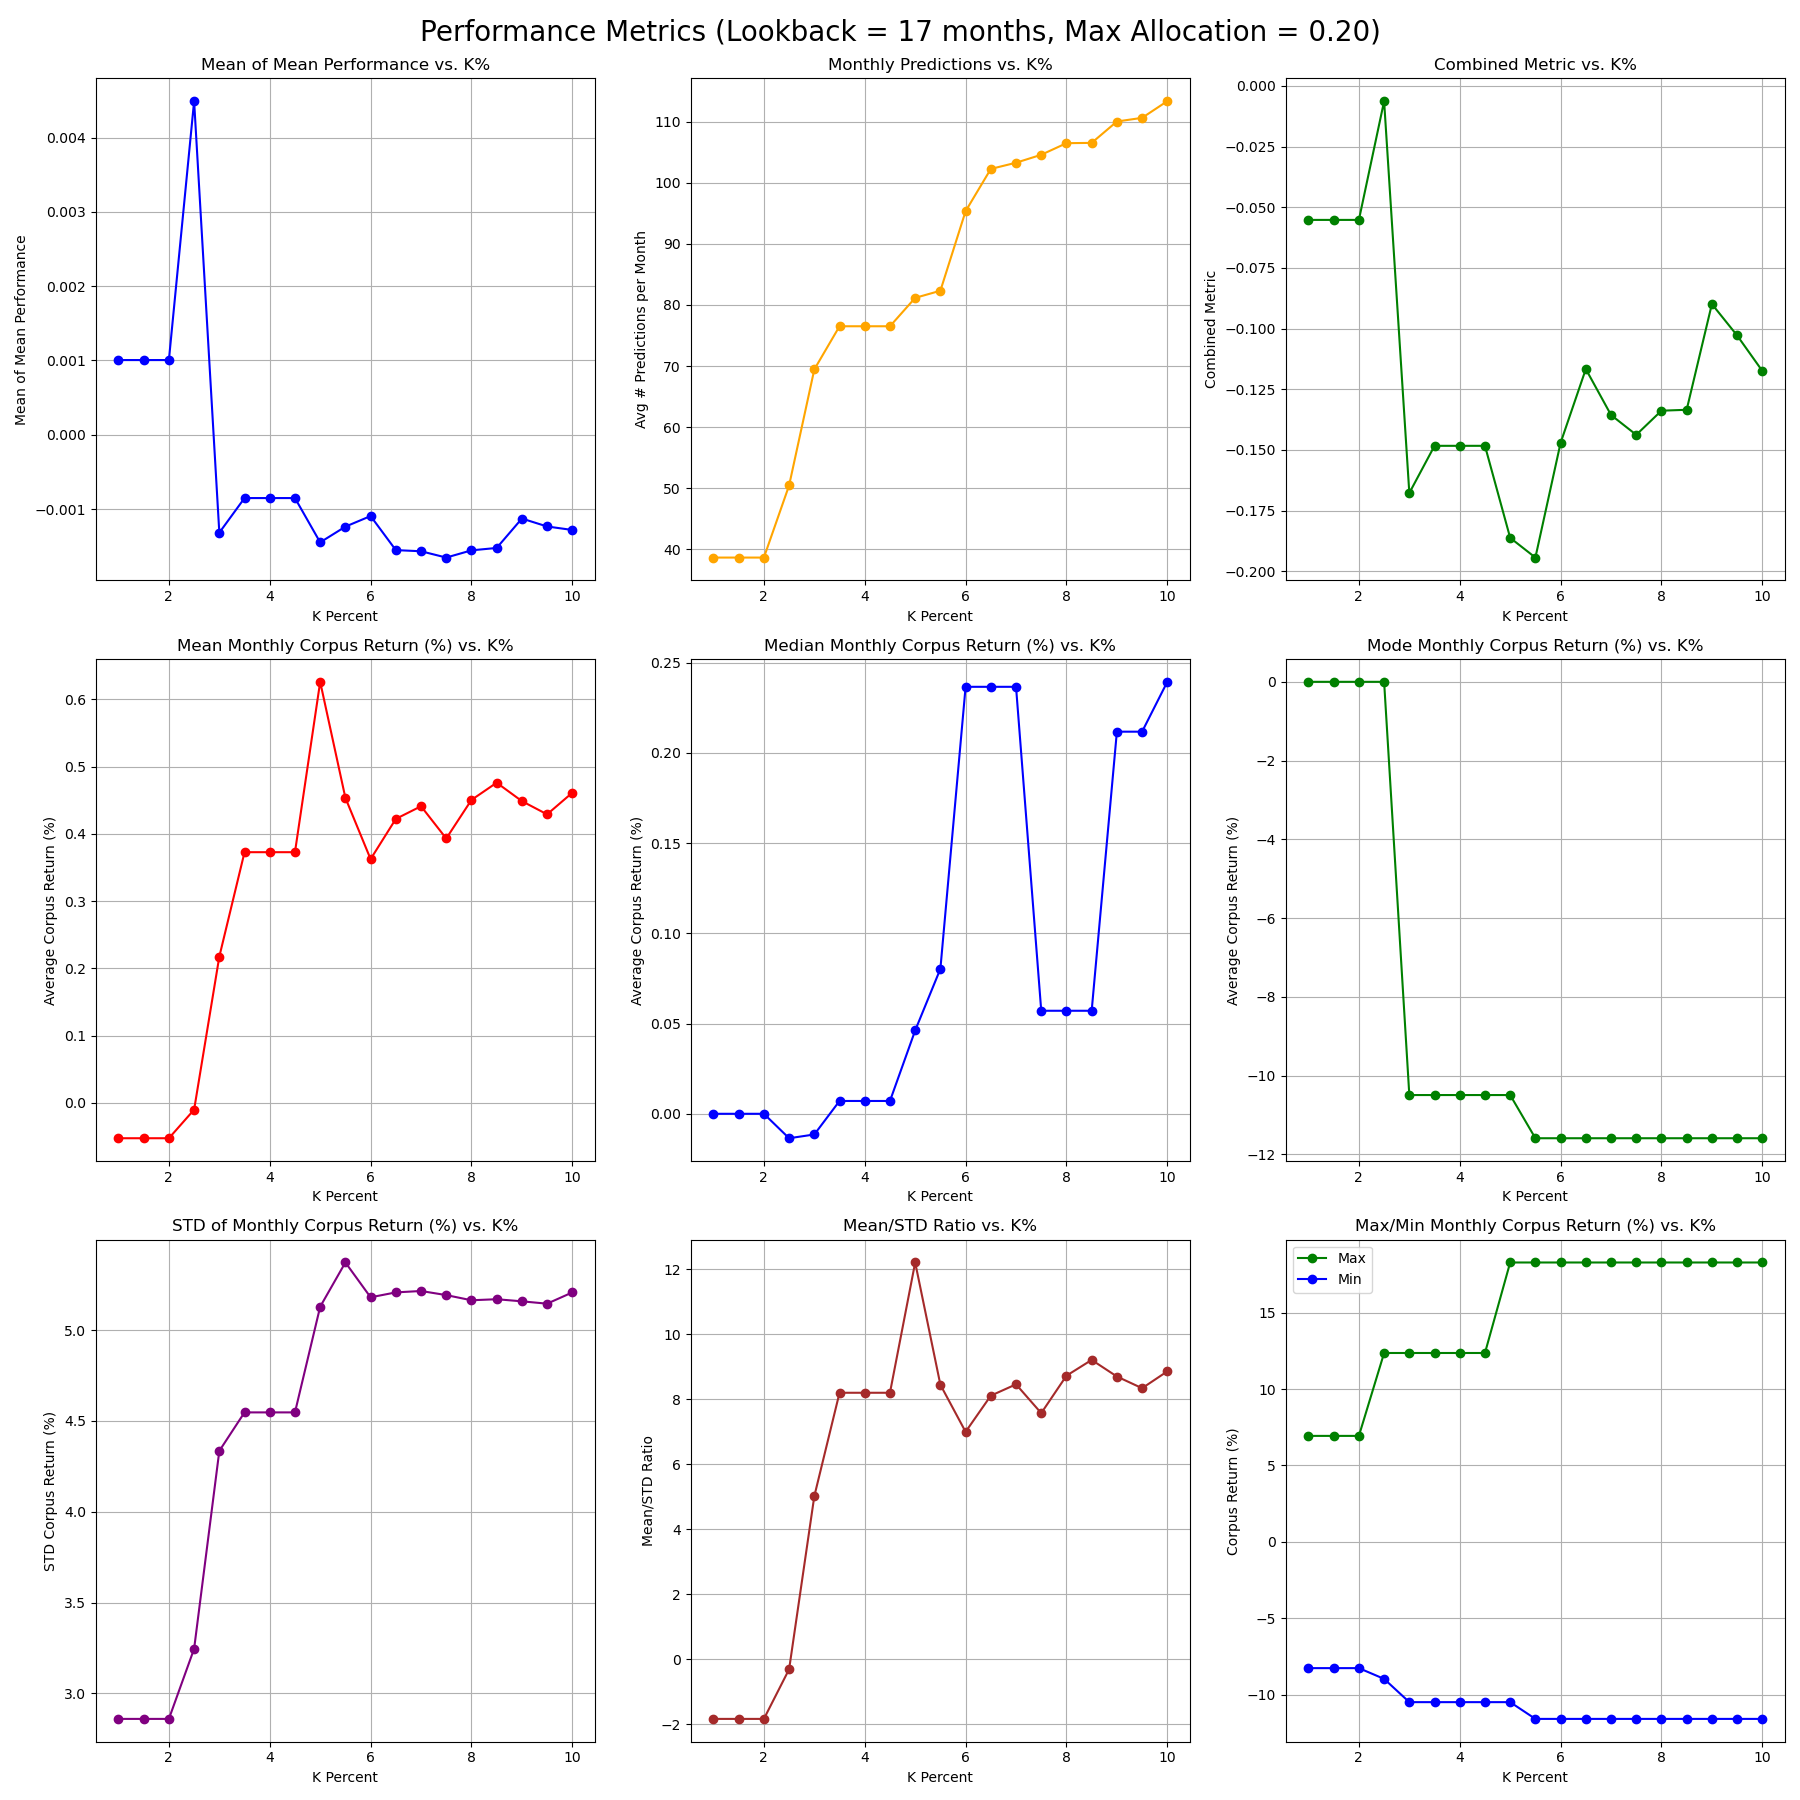 Performance Metrics (Lookback = 17 months, Max Allocation = 0.20)
Mean of Mean Performance vs. K%
Mean of Mean Performance
0.004
0.003
0.002
0.001
0.000
−0.001
2 4 6 8 10
K Percent
Monthly Predictions vs. K%
Avg # Predictions per Month
110
100
90
80
70
60
50
40
2 4 6 8 10
K Percent
Combined Metric vs. K%
Combined Metric
0.000
−0.025
−0.050
−0.075
−0.100
−0.125
−0.150
−0.175
−0.200
2 4 6 8 10
K Percent
Mean Monthly Corpus Return (%) vs. K%
Average Corpus Return (%)
0.6
0.5
0.4
0.3
0.2
0.1
0.0
2 4 6 8 10
K Percent
Median Monthly Corpus Return (%) vs. K%
Average Corpus Return (%)
0.25
0.20
0.15
0.10
0.05
0.00
2 4 6 8 10
K Percent
Mode Monthly Corpus Return (%) vs. K%
Average Corpus Return (%)
0
−2
−4
−6
−8
−10
−12
2 4 6 8 10
K Percent
STD of Monthly Corpus Return (%) vs. K%
STD Corpus Return (%)
5.0
4.5
4.0
3.5
3.0
2 4 6 8 10
K Percent
Mean/STD Ratio vs. K%
Mean/STD Ratio
12
10
8
6
4
2
0
−2
2 4 6 8 10
K Percent
Max/Min Monthly Corpus Return (%) vs. K%
Max
Min
Corpus Return (%)
15
10
5
0
−5
−10
2 4 6 8 10
K Percent